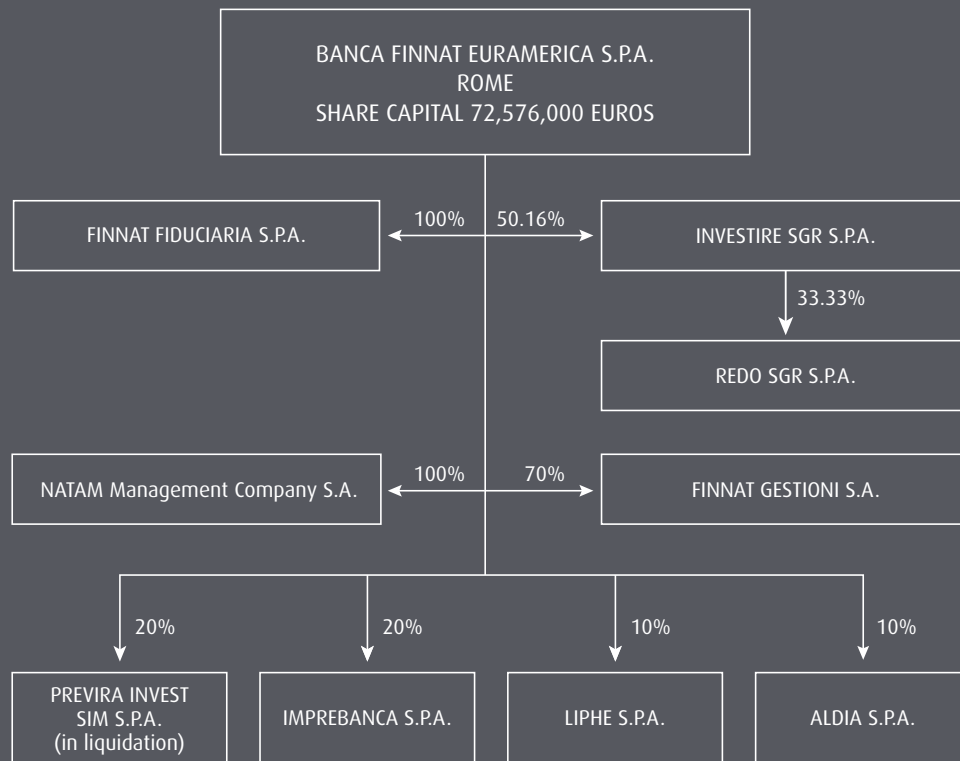 BANCA FINNAT EURAMERICA S.P.A.
ROME
SHARE CAPITAL 72,576,000 EUROS
FINNAT FIDUCIARIA S.P.A.
100%
50.16%
INVESTIRE SGR S.P.A.
33.33%
REDO SGR S.P.A.
NATAM Management Company S.A.
100%
70%
FINNAT GESTIONI S.A.
20%
20%
10%
10%
PREVIRA INVEST
SIM S.P.A.
(in liquidation)
IMPREBANCA S.P.A.
LIPHE S.P.A.
ALDIA S.P.A.